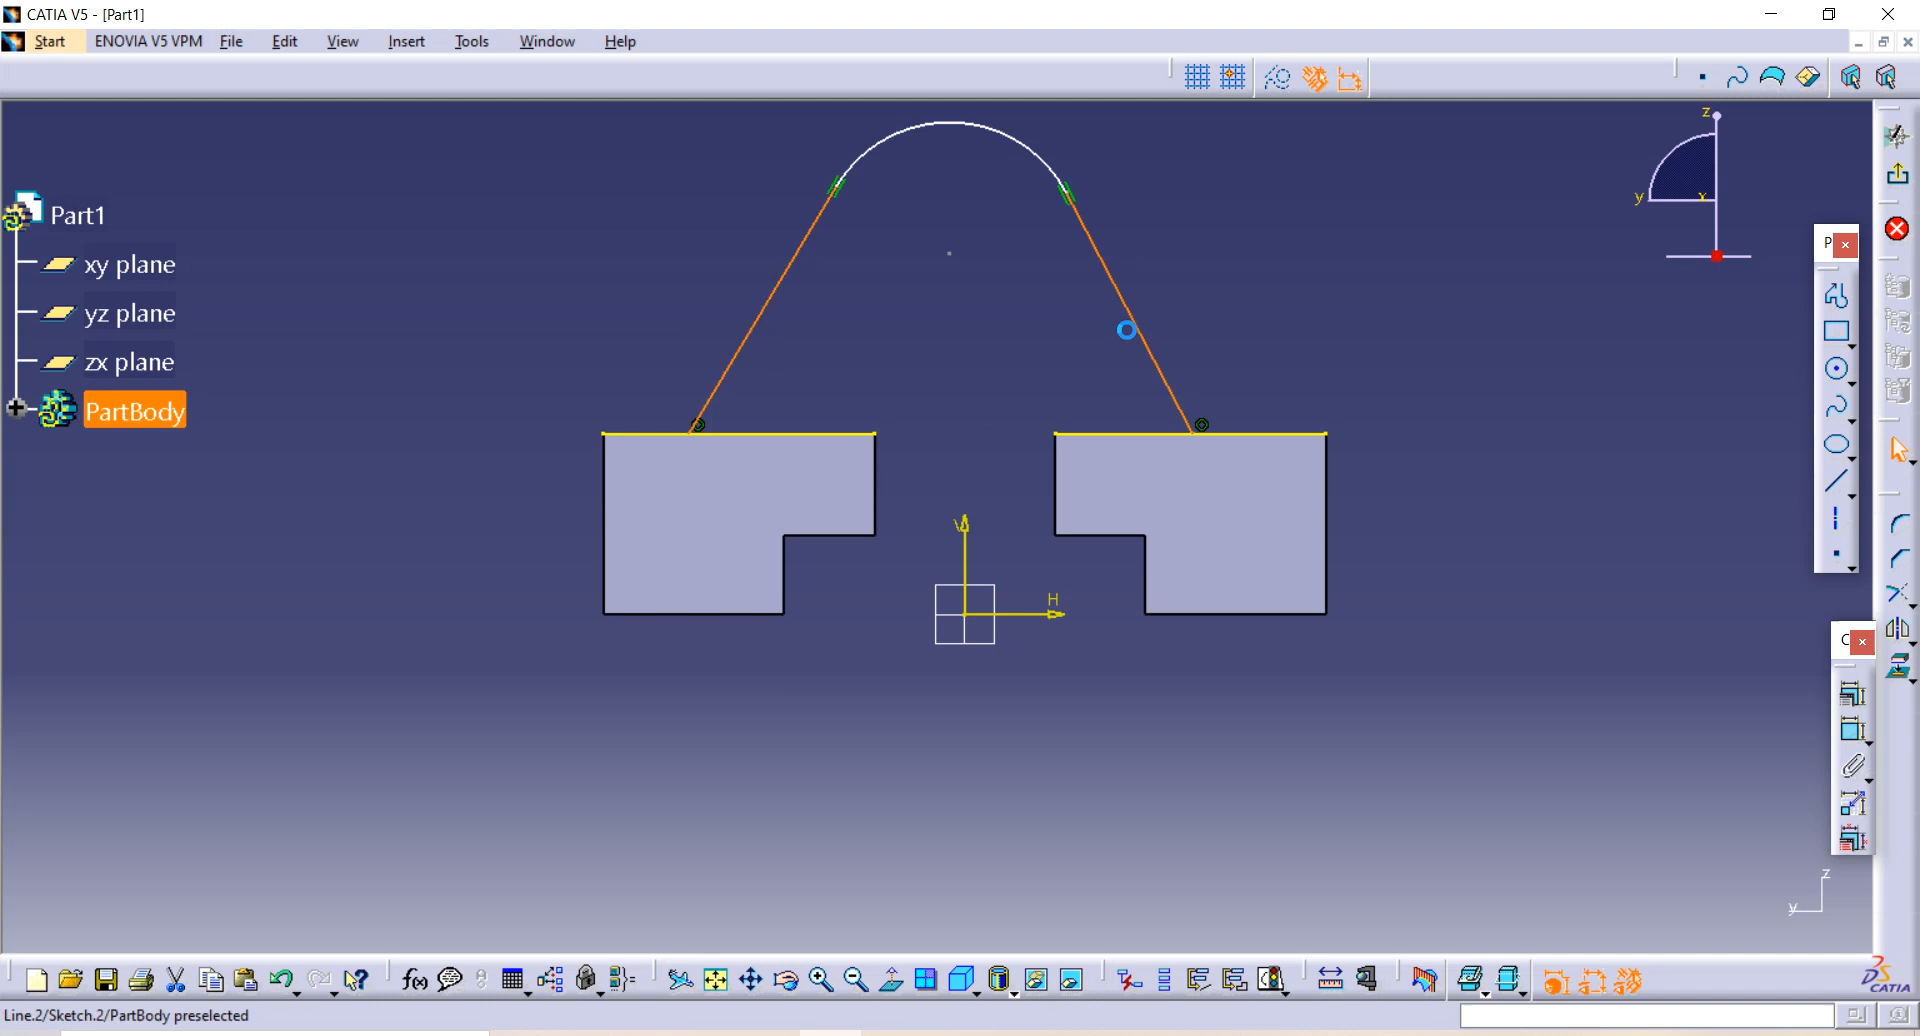 CATIA V5 - [Part1]
Start ENOVIA V5 VPM File Edit View Insert Tools Window Help
z
y x
P
Part1
xy plane
yz plane
zx plane
PartBody
V
H
C
z
y
f(x)
CATIA
Line.2/Sketch.2/PartBody preselected